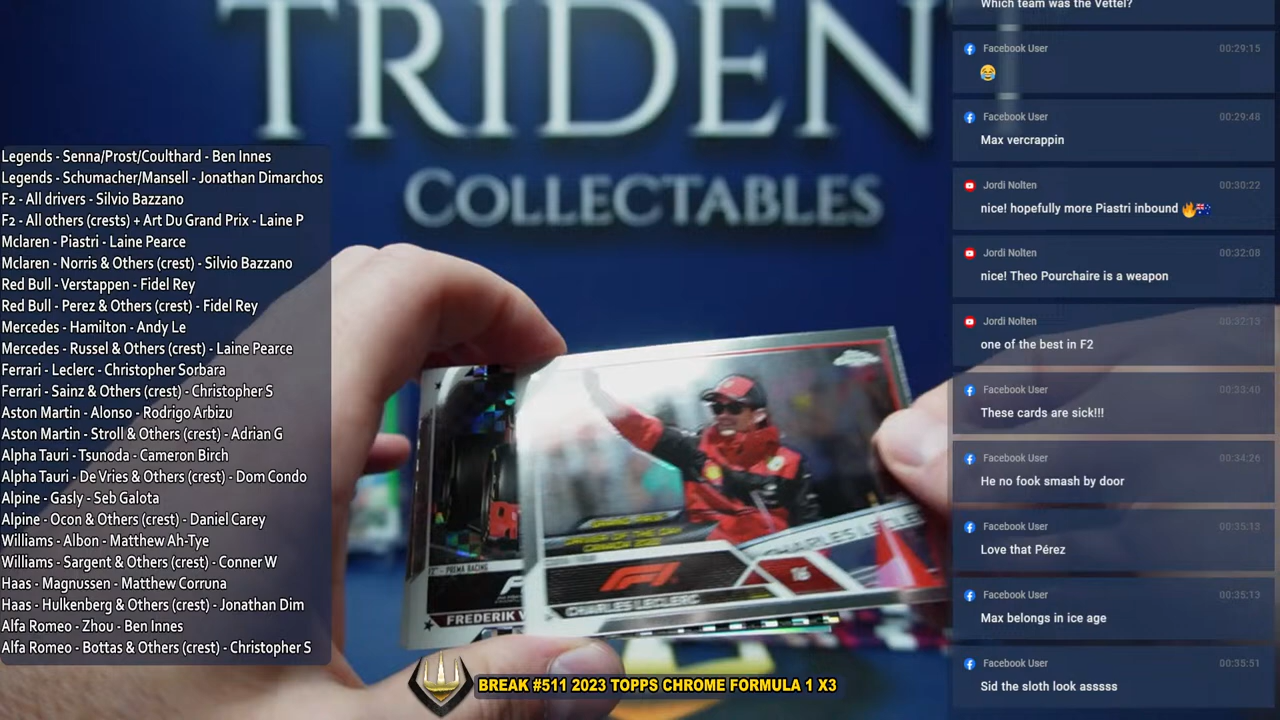 TRIDEN
COLLECTABLES
Legends - Senna/Prost/Coulthard - Ben Innes
Legends - Schumacher/Mansell - Jonathan Dimarchos
F2 - All drivers - Silvio Bazzano
F2 - All others (crests) + Art Du Grand Prix - Laine P
Mclaren - Piastri - Laine Pearce
Mclaren - Norris & Others (crest) - Silvio Bazzano
Red Bull - Verstappen - Fidel Rey
Red Bull - Perez & Others (crest) - Fidel Rey
Mercedes - Hamilton - Andy Le
Mercedes - Russel & Others (crest) - Laine Pearce
Ferrari - Leclerc - Christopher Sorbara
Ferrari - Sainz & Others (crest) - Christopher S
Aston Martin - Alonso - Rodrigo Arbizu
Aston Martin - Stroll & Others (crest) - Adrian G
Alpha Tauri - Tsunoda - Cameron Birch
Alpha Tauri - De Vries & Others (crest) - Dom Condo
Alpine - Gasly - Seb Galota
Alpine - Ocon & Others (crest) - Daniel Carey
Williams - Albon - Matthew Ah-Tye
Williams - Sargent & Others (crest) - Conner W
Haas - Magnussen - Matthew Corruna
Haas - Hulkenberg & Others (crest) - Jonathan Dim
Alfa Romeo - Zhou - Ben Innes
Alfa Romeo - Bottas & Others (crest) - Christopher S
F2™ - PREMA RACING
FREDERIK
CHARLES LECLERC
F1
16
CHARLES LECLERC
BREAK #511 2023 TOPPS CHROME FORMULA 1 X3
Which team was the Vettel?
Facebook User 00:29:15
😂
Facebook User 00:29:48
Max vercrappin
Jordi Nolten 00:30:22
nice! hopefully more Piastri inbound 🔥🇦🇺
Jordi Nolten 00:32:08
nice! Theo Pourchaire is a weapon
Jordi Nolten 00:32:13
one of the best in F2
Facebook User 00:33:40
These cards are sick!!!
Facebook User 00:34:26
He no fook smash by door
Facebook User 00:35:13
Love that Pérez
Facebook User 00:35:13
Max belongs in ice age
Facebook User 00:35:51
Sid the sloth look asssss